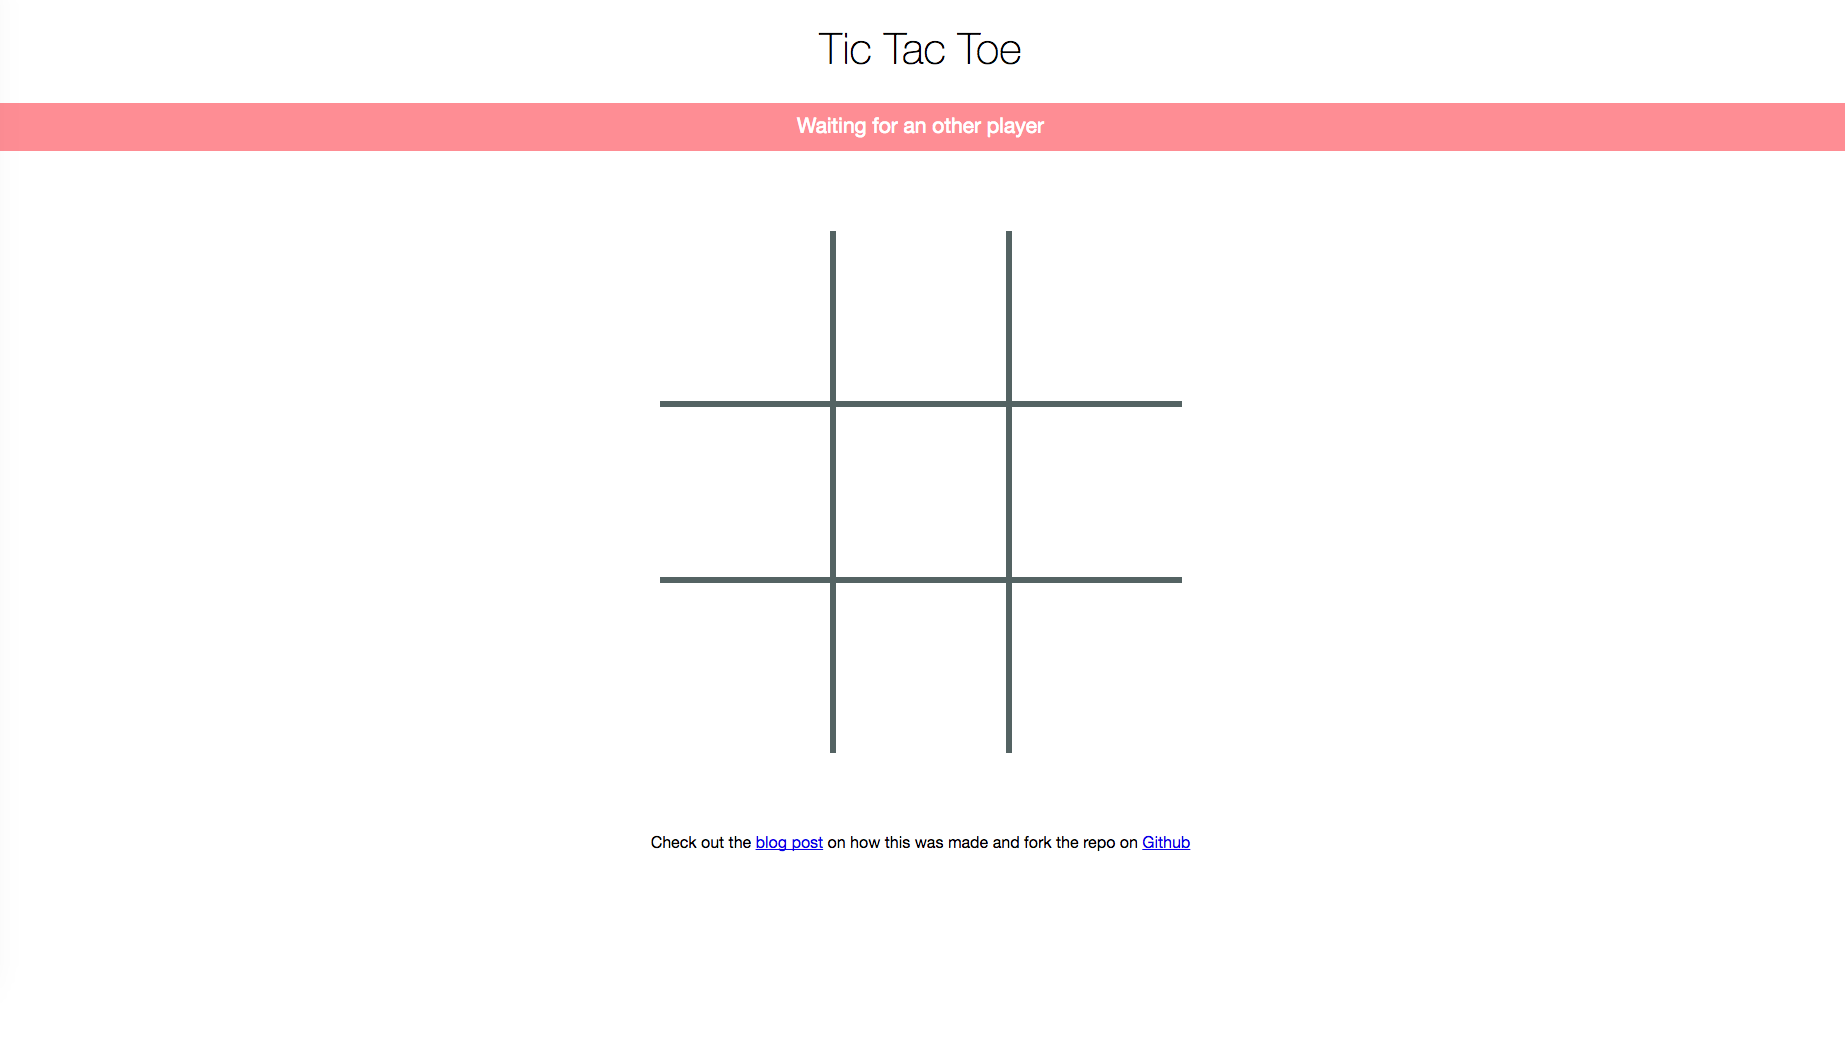 Tic Tac Toe
Waiting for an other player
Check out the blog post on how this was made and fork the repo on Github